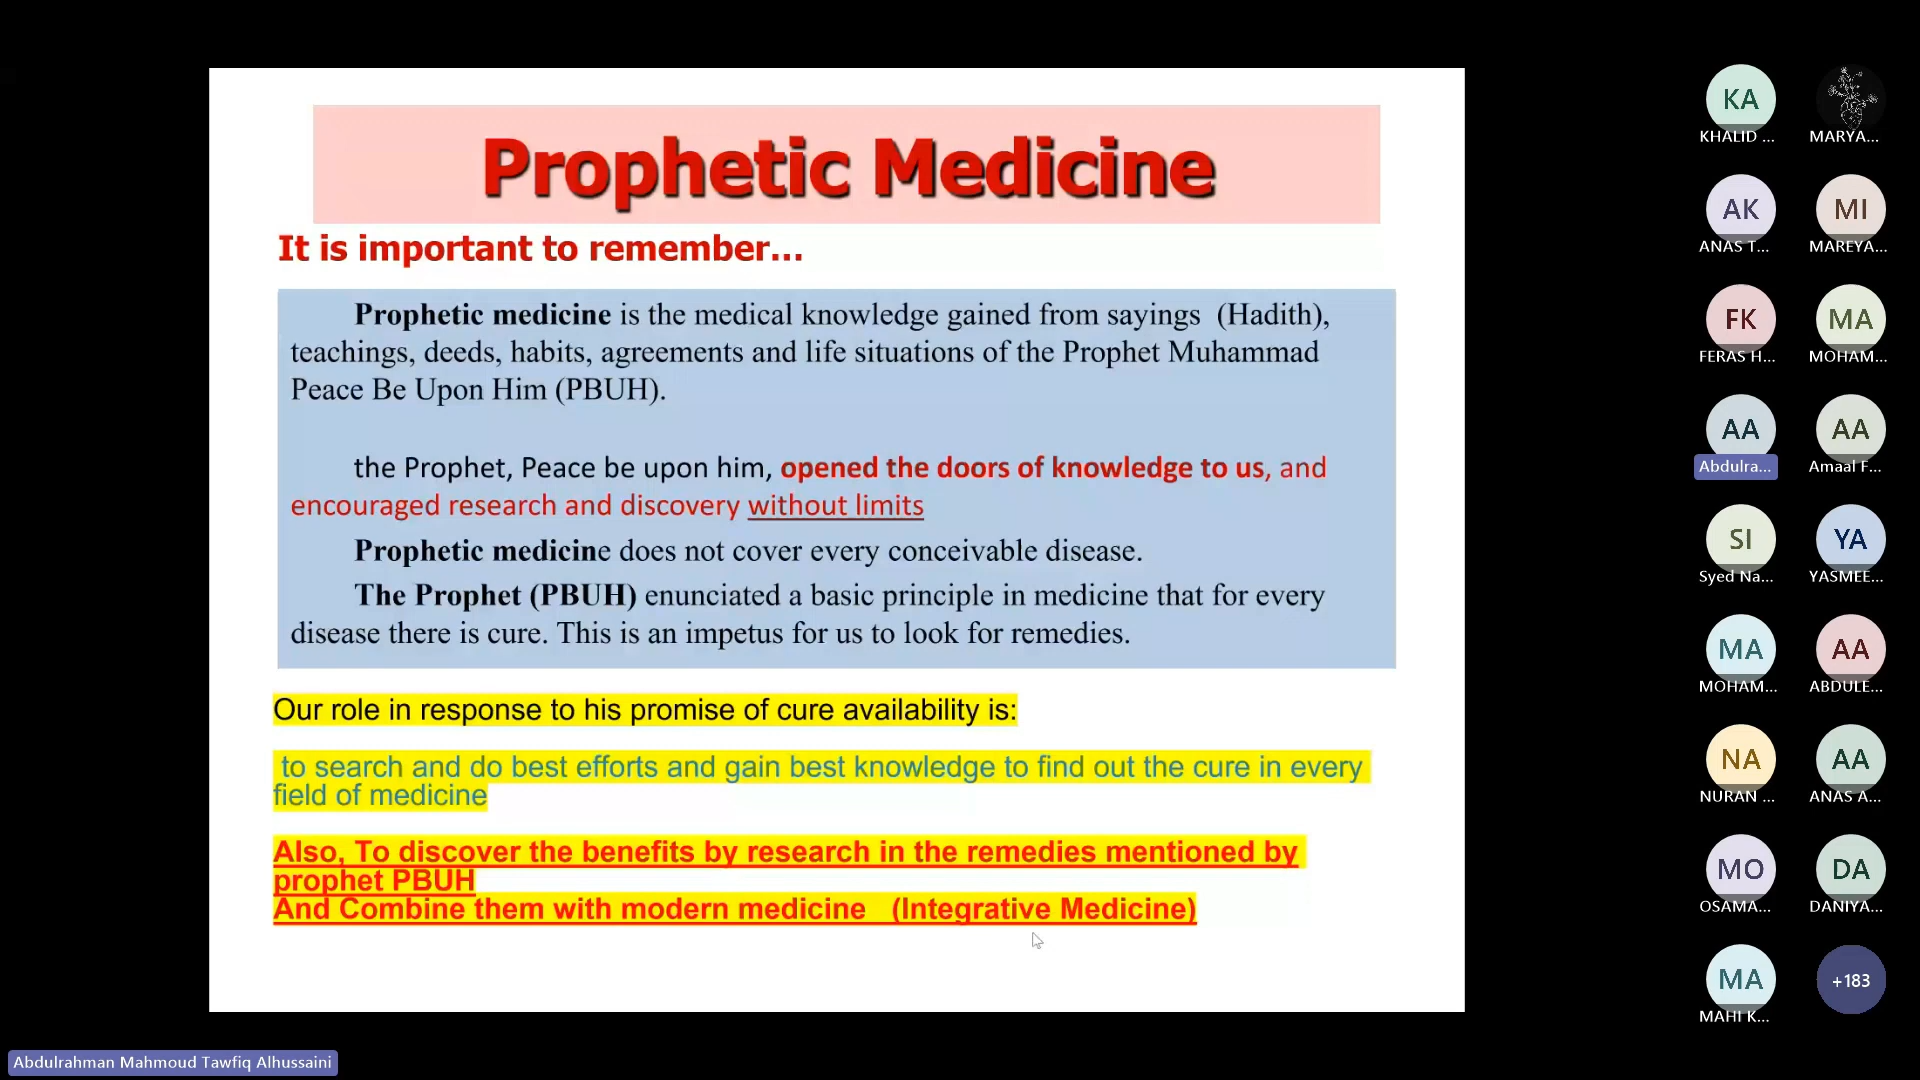 Prophetic Medicine
It is important to remember...
Prophetic medicine is the medical knowledge gained from sayings (Hadith),
teachings, deeds, habits, agreements and life situations of the Prophet Muhammad
Peace Be Upon Him (PBUH).
the Prophet, Peace be upon him, opened the doors of knowledge to us, and
encouraged research and discovery without limits
Prophetic medicine does not cover every conceivable disease.
The Prophet (PBUH) enunciated a basic principle in medicine that for every
disease there is cure. This is an impetus for us to look for remedies.
Our role in response to his promise of cure availability is:
to search and do best efforts and gain best knowledge to find out the cure in every
field of medicine
Also, To discover the benefits by research in the remedies mentioned by
prophet PBUH
And Combine them with modern medicine (Integrative Medicine)
KA
KHALID ... MARYA...
AK MI
ANAS T... MAREYA...
FK MA
FERAS H... MOHAM...
AA AA
Abdulra... Amaal F...
SI YA
Syed Na... YASMEE...
MA AA
MOHAM... ABDULE...
NA AA
NURAN ... ANAS A...
MO DA
OSAMA... DANIYA...
MA +183
MAHI K...
Abdulrahman Mahmoud Tawfiq Alhussaini